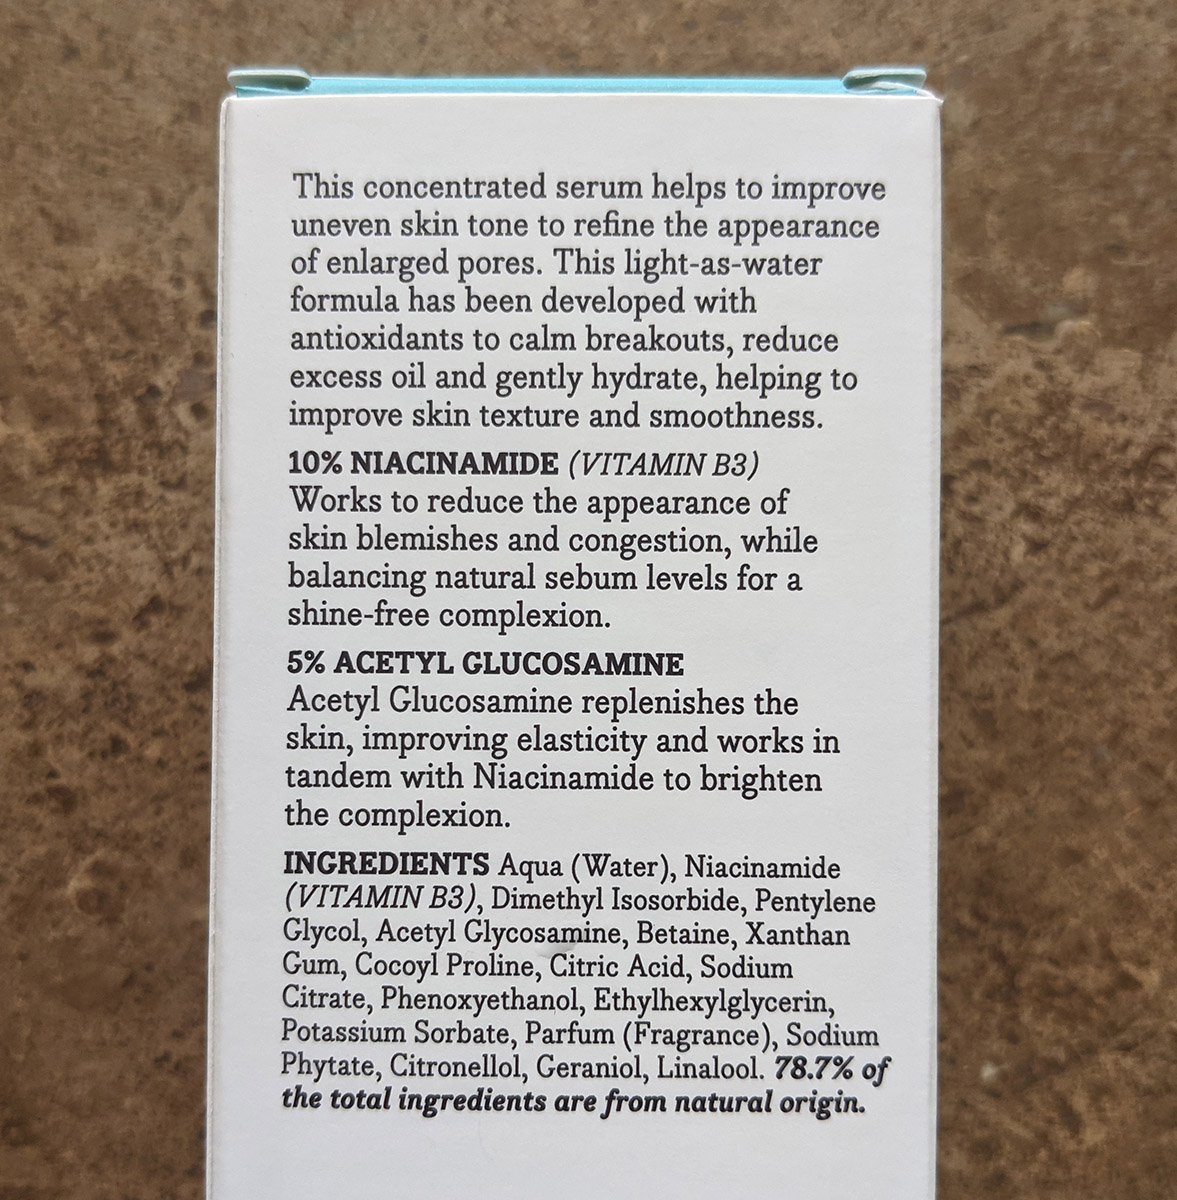 This concentrated serum helps to improve
uneven skin tone to refine the appearance
of enlarged pores. This light-as-water
formula has been developed with
antioxidants to calm breakouts, reduce
excess oil and gently hydrate, helping to
improve skin texture and smoothness.
10% NIACINAMIDE (VITAMIN B3)
Works to reduce the appearance of
skin blemishes and congestion, while
balancing natural sebum levels for a
shine-free complexion.
5% ACETYL GLUCOSAMINE
Acetyl Glucosamine replenishes the
skin, improving elasticity and works in
tandem with Niacinamide to brighten
the complexion.
INGREDIENTS Aqua (Water), Niacinamide
(VITAMIN B3), Dimethyl Isosorbide, Pentylene
Glycol, Acetyl Glycosamine, Betaine, Xanthan
Gum, Cocoyl Proline, Citric Acid, Sodium
Citrate, Phenoxyethanol, Ethylhexylglycerin,
Potassium Sorbate, Parfum (Fragrance), Sodium
Phytate, Citronellol, Geraniol, Linalool. 78.7% of
the total ingredients are from natural origin.